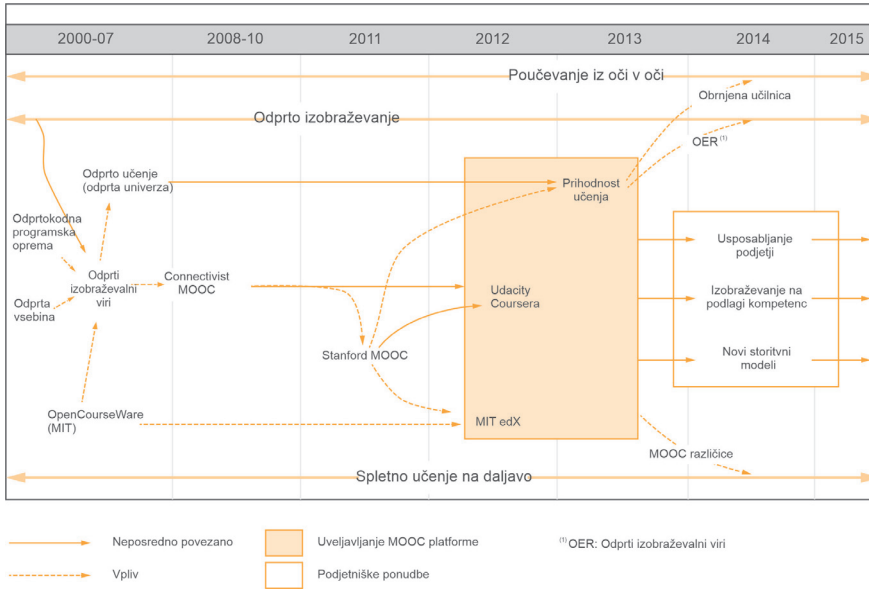 2000-07
2008-10
2011
2012
2013
2014
2015
Poučevanje iz oči v oči
Obrnjena učilnica
Odprto izobraževanje
OER (1)
Odprto učenje
(odprta univerza)
Prihodnost
učenja
Odprtokodna
programska
oprema
Usposabljanje
podjetji
Odprti
izobraževalni
viri
Connectivist
MOOC
Odprta
vsebina
Udacity
Coursera
Izobraževanje na
podlagi kompetenc
Stanford MOOC
Novi storitvni
modeli
OpenCourseWare
(MIT)
MIT edX
MOOC različice
Spletno učenje na daljavo
Neposredno povezano
Uveljavljanje MOOC platforme
(1) OER: Odprti izobraževalni viri
Vpliv
Podjetniške ponudbe